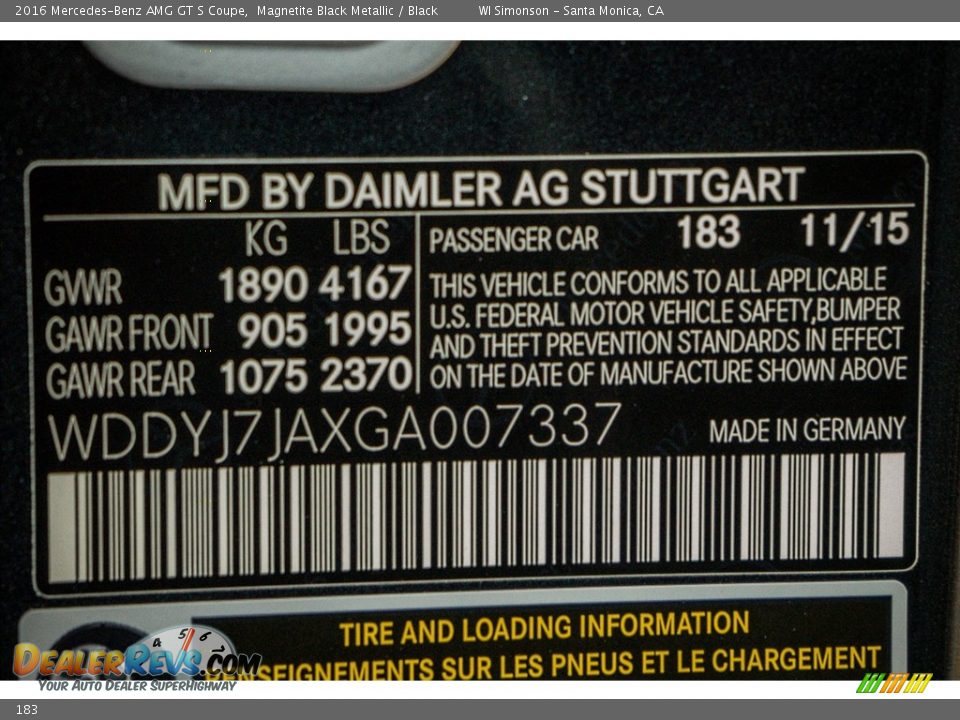 2016 Mercedes-Benz AMG GT S Coupe, Magnetite Black Metallic / Black WI Simonson - Santa Monica, CA
MFD BY DAIMLER AG STUTTGART
KG LBS
GVWR 1890 4167
GAWR FRONT 905 1995
GAWR REAR 1075 2370
PASSENGER CAR 183 11/15
THIS VEHICLE CONFORMS TO ALL APPLICABLE
U.S. FEDERAL MOTOR VEHICLE SAFETY,BUMPER
AND THEFT PREVENTION STANDARDS IN EFFECT
ON THE DATE OF MANUFACTURE SHOWN ABOVE
WDDYJ7JAXGA007337
MADE IN GERMANY
TIRE AND LOADING INFORMATION
SUR LES PNEUS ET LE CHARGEMENT
4 5 6
DEALERREVS.COM
YOUR AUTO DEALER SUPERHIGHWAY
183